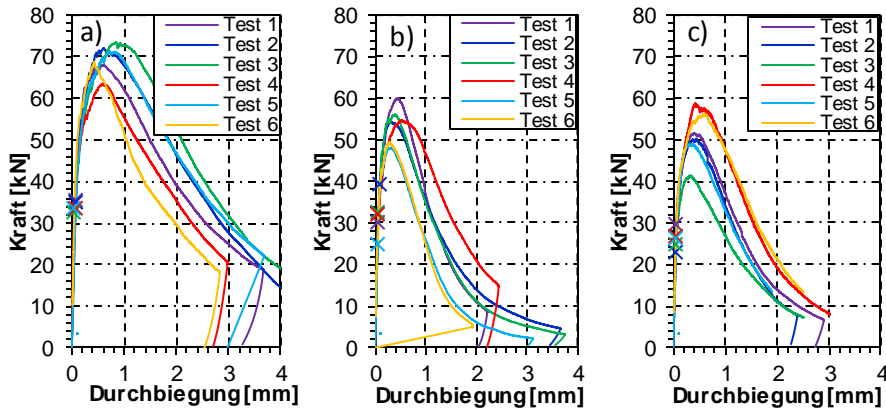 a)
Test 1
Test 2
Test 3
Test 4
Test 5
Test 6
80
70
60
50
40
30
20
10
0
Kraft [kN]
0 1 2 3 4
Durchbiegung [mm]
b)
Test 1
Test 2
Test 3
Test 4
Test 5
Test 6
80
70
60
50
40
30
20
10
0
Kraft [kN]
0 1 2 3 4
Durchbiegung [mm]
c)
Test 1
Test 2
Test 3
Test 4
Test 5
Test 6
80
70
60
50
40
30
20
10
0
Kraft [kN]
0 1 2 3 4
Durchbiegung [mm]